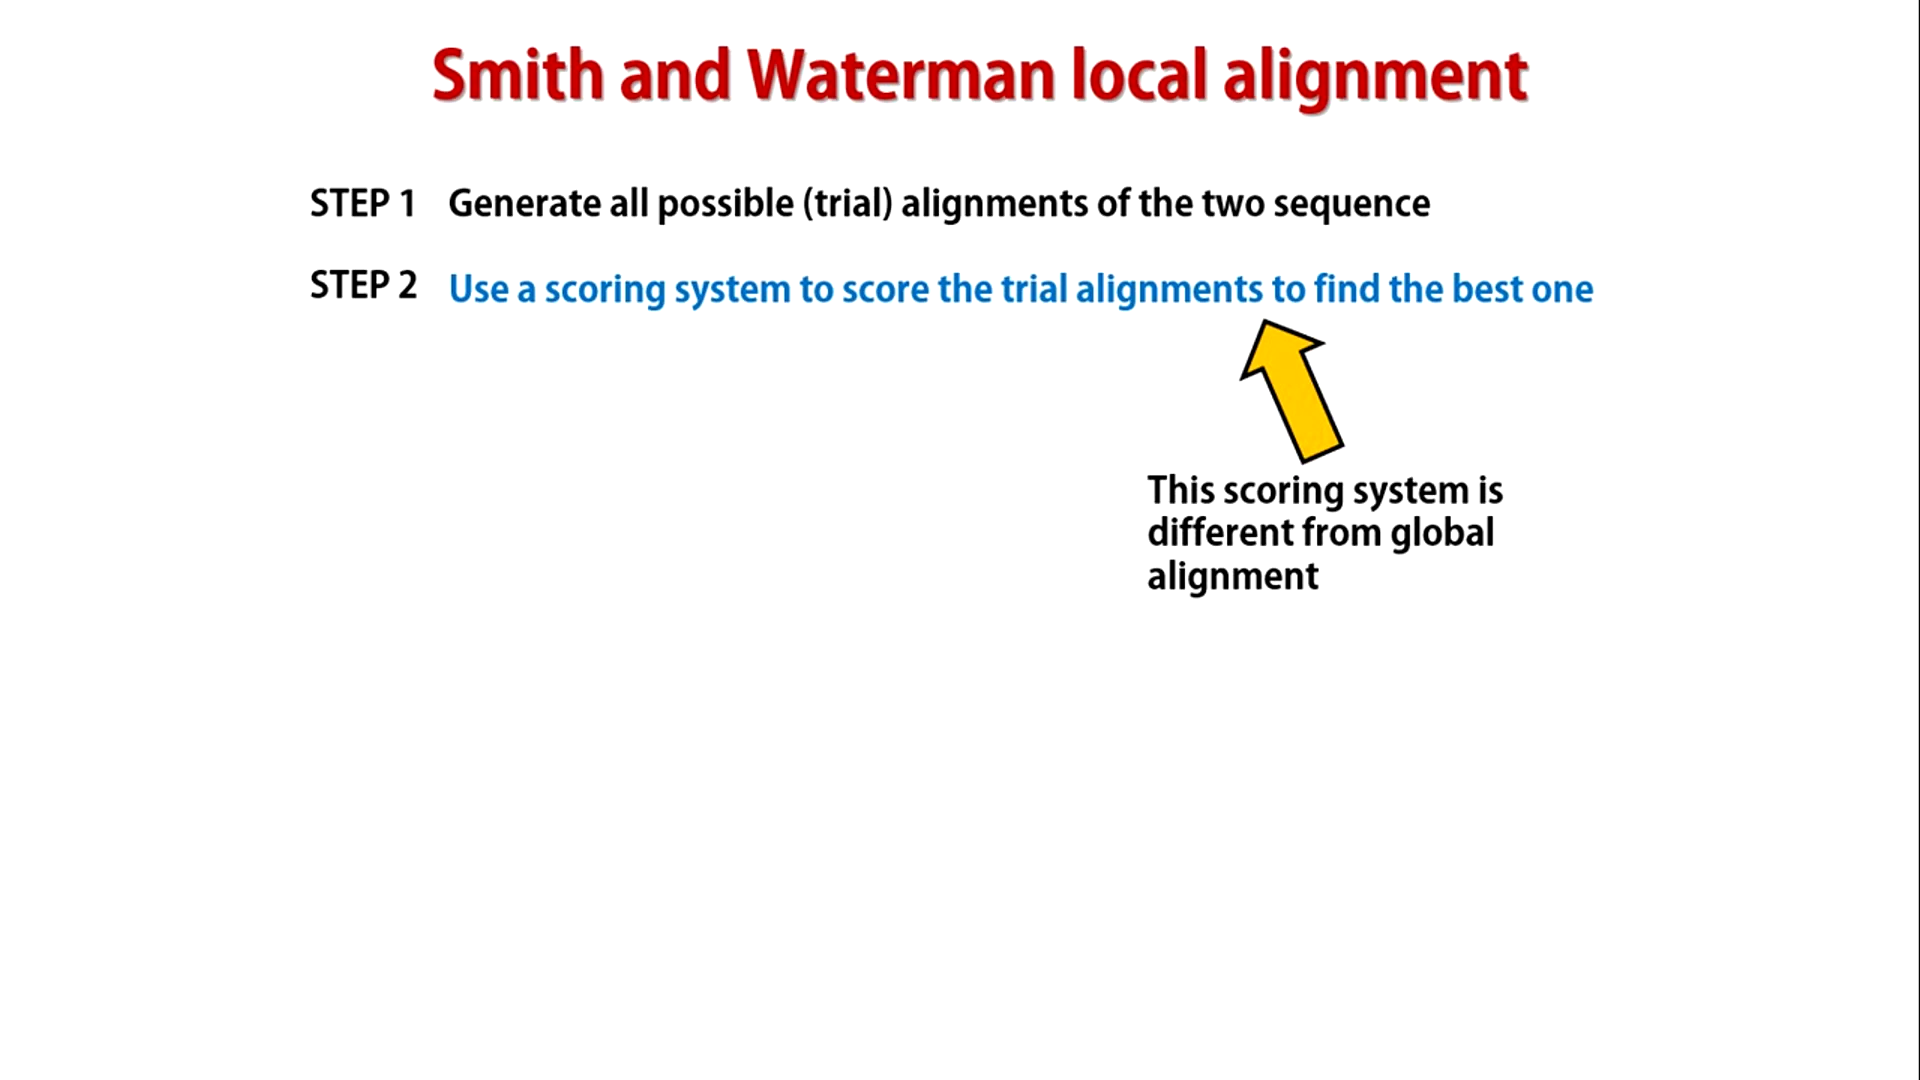 Smith and Waterman local alignment
STEP 1 Generate all possible (trial) alignments of the two sequence
STEP 2 Use a scoring system to score the trial alignments to find the best one
This scoring system is
different from global
alignment